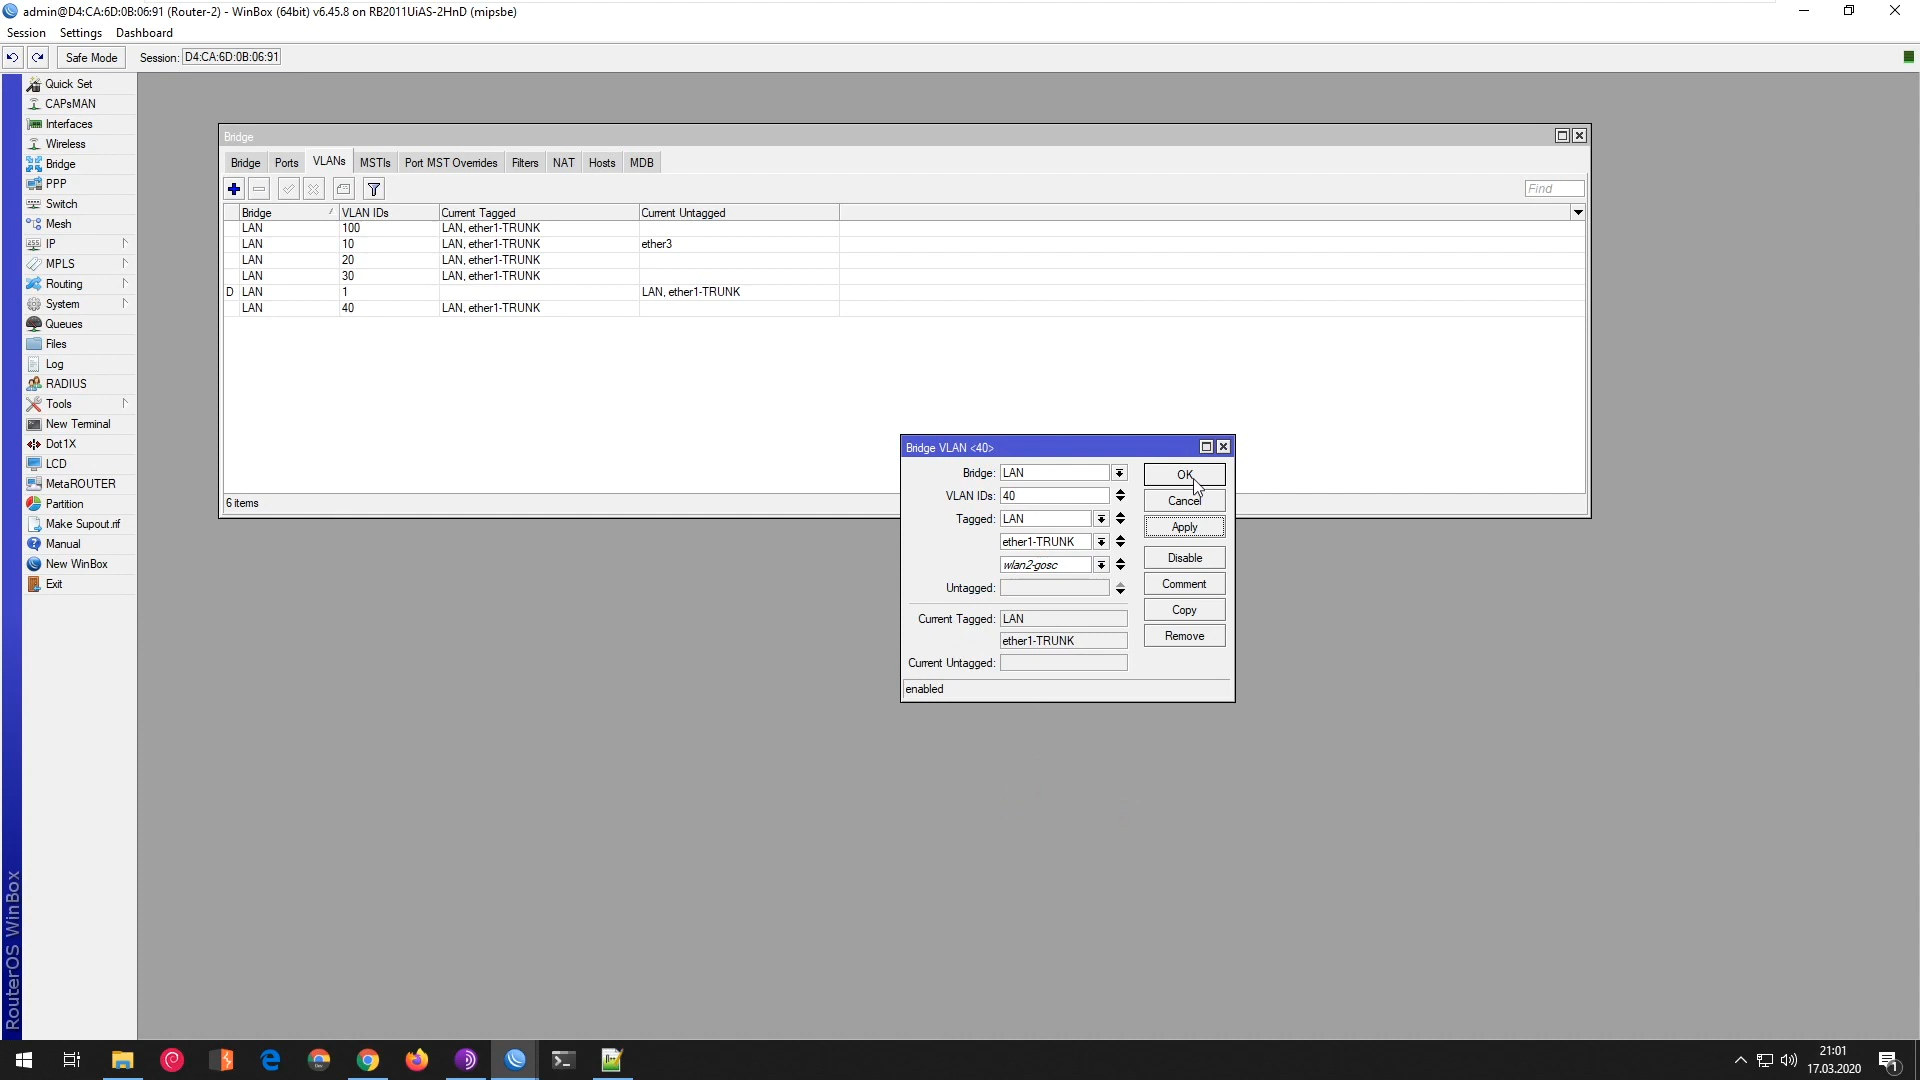 admin@D4:CA:6D:0B:06:91 (Router-2) - WinBox (64bit) v6.45.8 on RB2011UiAS-2HnD (mipsbe)
Session Settings Dashboard
Safe Mode Session: D4:CA:6D:0B:06:91
Quick Set
CAPsMAN
Interfaces
Wireless
Bridge
PPP
Switch
Mesh
IP
MPLS
Routing
System
Queues
Files
Log
RADIUS
Tools
New Terminal
Dot1X
LCD
MetaROUTER
Partition
Make Supout.rif
Manual
New WinBox
Exit
RouterOS WinBox
Bridge
Bridge Ports VLANs MSTIs Port MST Overrides Filters NAT Hosts MDB
Find
Bridge VLAN IDs Current Tagged Current Untagged
LAN 100 LAN, ether1-TRUNK
LAN 10 LAN, ether1-TRUNK ether3
LAN 20 LAN, ether1-TRUNK
LAN 30 LAN, ether1-TRUNK
D LAN 1 LAN, ether1-TRUNK
LAN 40 LAN, ether1-TRUNK
6 items
Bridge VLAN <40>
Bridge: LAN
VLAN IDs: 40
Tagged: LAN
ether1-TRUNK
wlan2-gosc
Untagged:
Current Tagged: LAN
ether1-TRUNK
Current Untagged:
enabled
OK
Cancel
Apply
Disable
Comment
Copy
Remove
21:01
17.03.2020
1